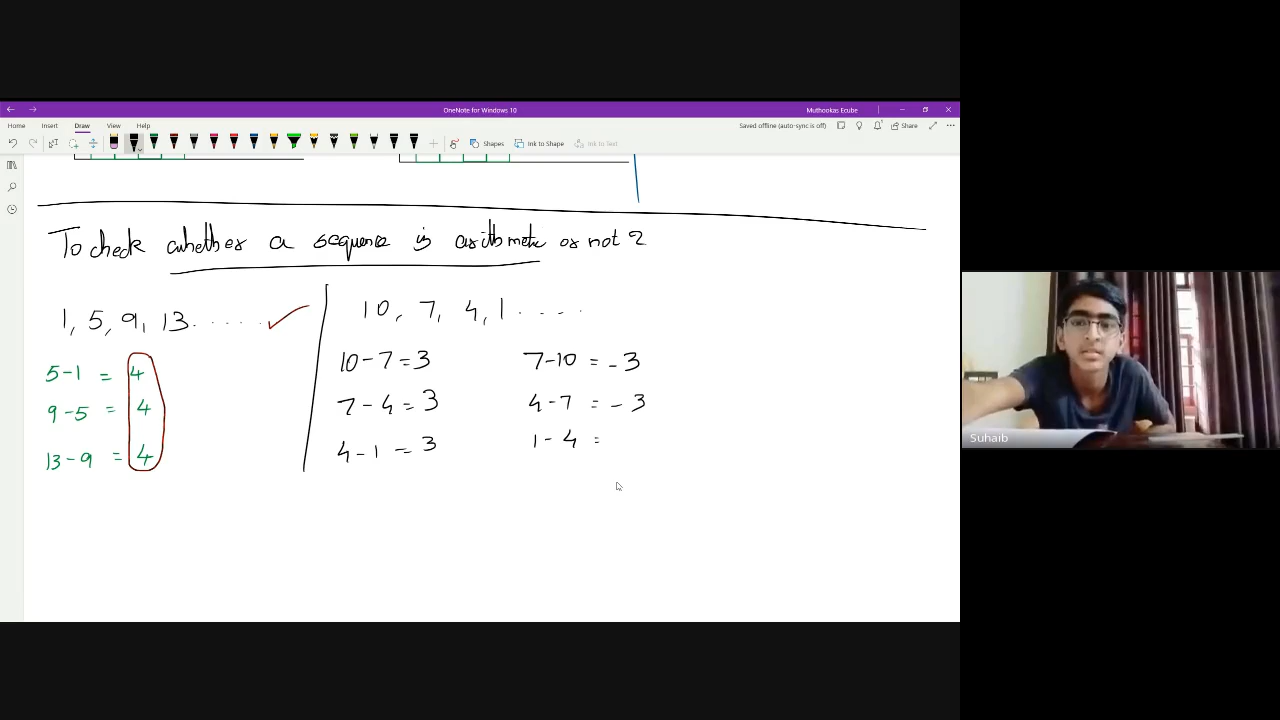 OneNote for Windows 10
Muthookas Ecube
Home Insert Draw View Help
Saved offline (auto-sync is off) Share
Shapes Ink to Shape Ink to Text
To check whether a sequence is arithmetic or not ?
1, 5, 9, 13.......
5-1 = 4
9-5 = 4
13-9 = 4
10, 7, 4, 1 ....
10-7 = 3
7-4 = 3
4-1 = 3
7-10 = -3
4-7 = -3
1-4 =
Suhaib